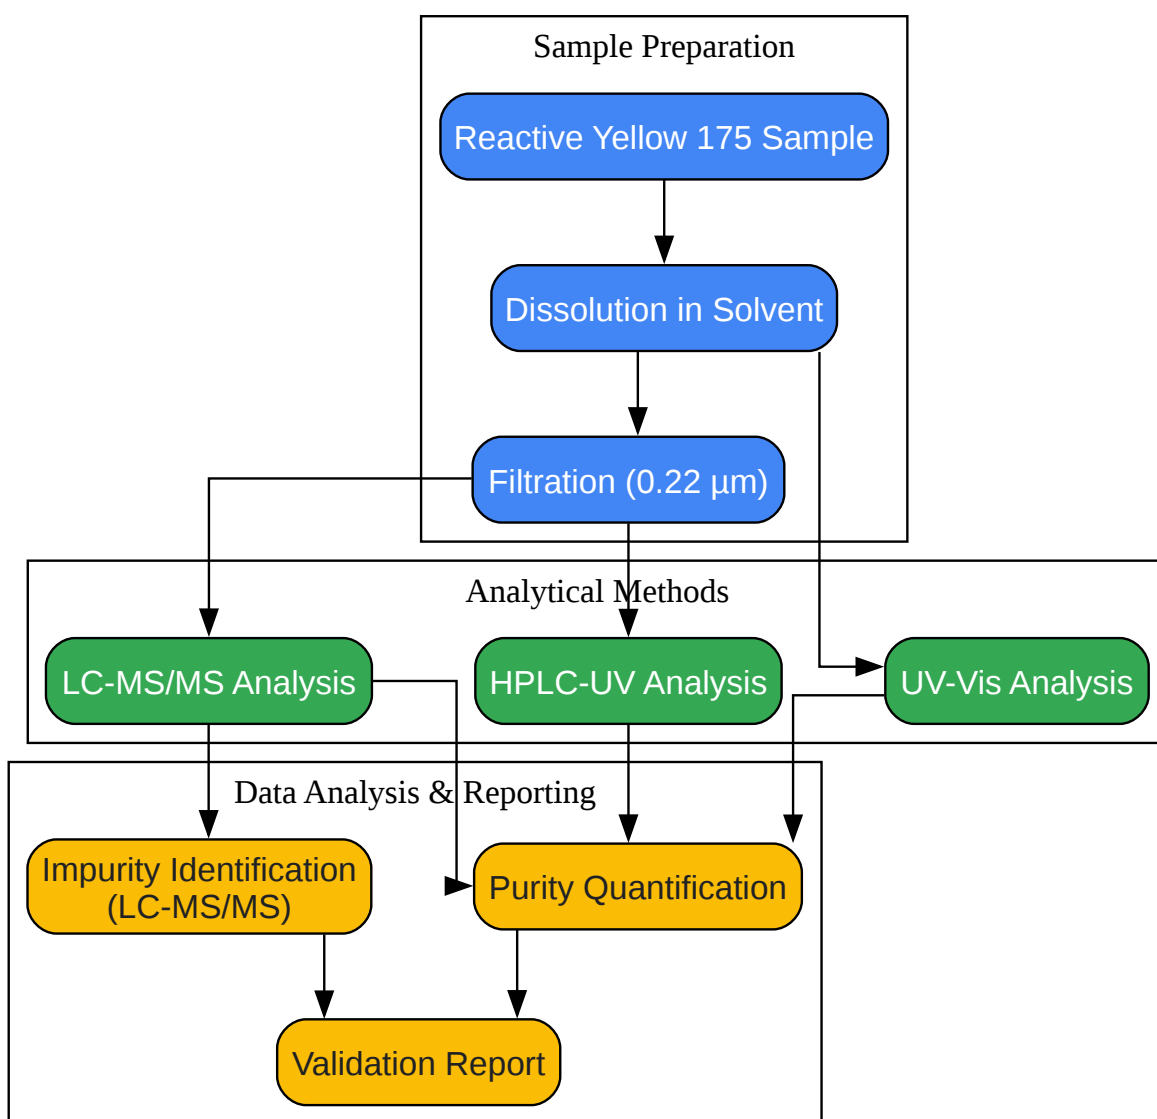 Sample Preparation
Reactive Yellow 175 Sample
Dissolution in Solvent
Filtration (0.22 µm)
Analytical Methods
LC-MS/MS Analysis
HPLC-UV Analysis
UV-Vis Analysis
Data Analysis & Reporting
Impurity Identification
(LC-MS/MS)
Purity Quantification
Validation Report